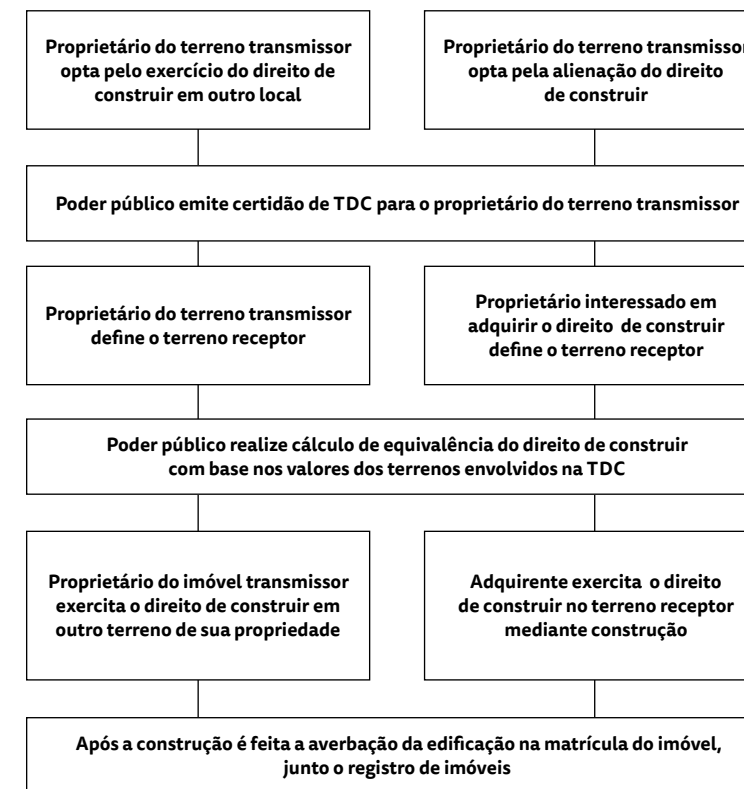 Proprietário do terreno transmissor
opta pelo exercício do direito de
construir em outro local
Proprietário do terreno transmissor
opta pela alienação do direito
de construir
Poder público emite certidão de TDC para o proprietário do terreno transmissor
Proprietário do terreno transmissor
define o terreno receptor
Proprietário interessado em
adquirir o direito de construir
define o terreno receptor
Poder público realize cálculo de equivalência do direito de construir
com base nos valores dos terrenos envolvidos na TDC
Proprietário do imóvel transmissor
exercita o direito de construir em
outro terreno de sua propriedade
Adquirente exercita o direito
de construir no terreno receptor
mediante construção
Após a construção é feita a averbação da edificação na matrícula do imóvel,
junto o registro de imóveis